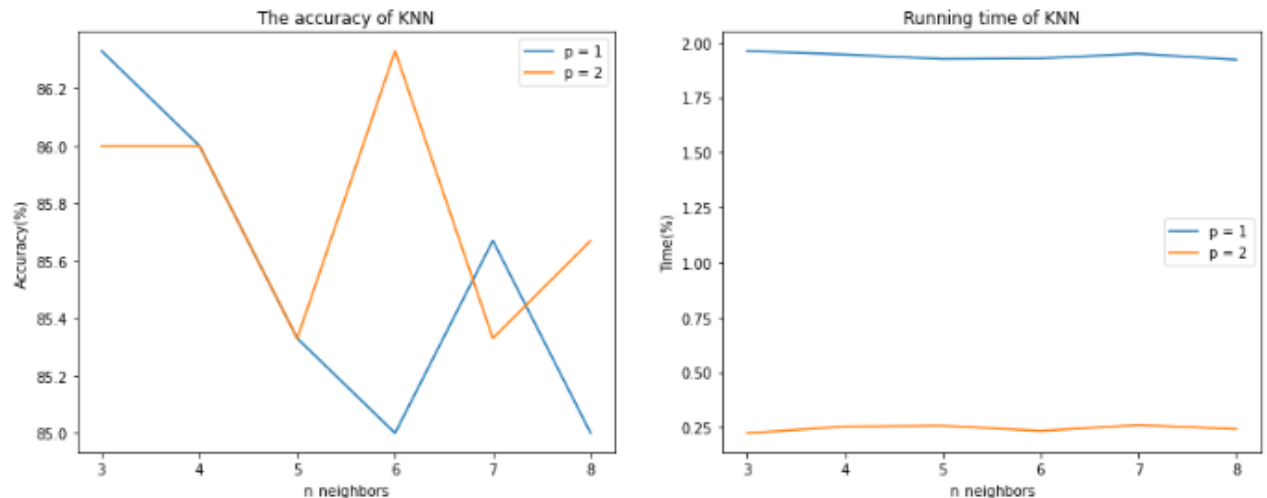 The accuracy of KNN
p = 1
p = 2
86.2
86.0
85.8
85.6
85.4
85.2
85.0
Accuracy(%)
3 4 5 6 7 8
n neighbors
Running time of KNN
2.00
1.75
1.50
1.25
1.00
0.75
0.50
0.25
Time(%)
p = 1
p = 2
3 4 5 6 7 8
n neighbors